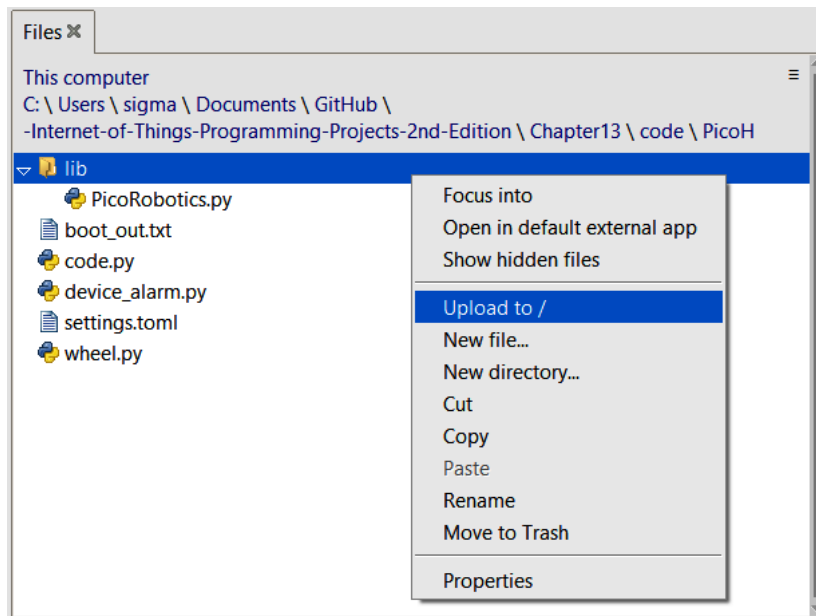 Files
This computer
C: \ Users \ sigma \ Documents \ GitHub \
-Internet-of-Things-Programming-Projects-2nd-Edition \ Chapter13 \ code \ PicoH
lib
PicoRobotics.py
boot_out.txt
code.py
device_alarm.py
settings.toml
wheel.py
Focus into
Open in default external app
Show hidden files
Upload to /
New file...
New directory...
Cut
Copy
Paste
Rename
Move to Trash
Properties